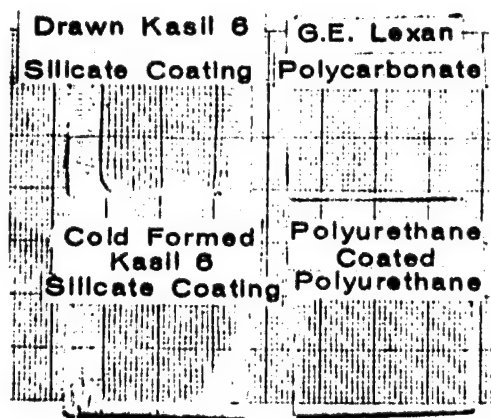 Drawn Kasil 6
Silicate Coating
G.E. Lexan
Polycarbonate
Cold Formed
Kasil 6
Silicate Coating
Polyurethane
Coated
Polyurethane